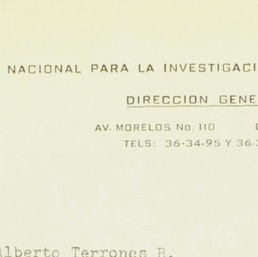 NACIONAL PARA LA INVESTIGACI
DIRECCION GENE
AV. MORELOS No. 110
TELS: 36-34-95 Y 36-
lberto Terrones B.